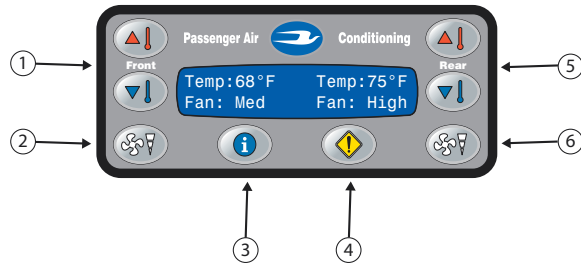 Passenger Air Conditioning
Front
Rear
Temp:68°F Temp:75°F
Fan: Med Fan: High
1
2
3
4
5
6